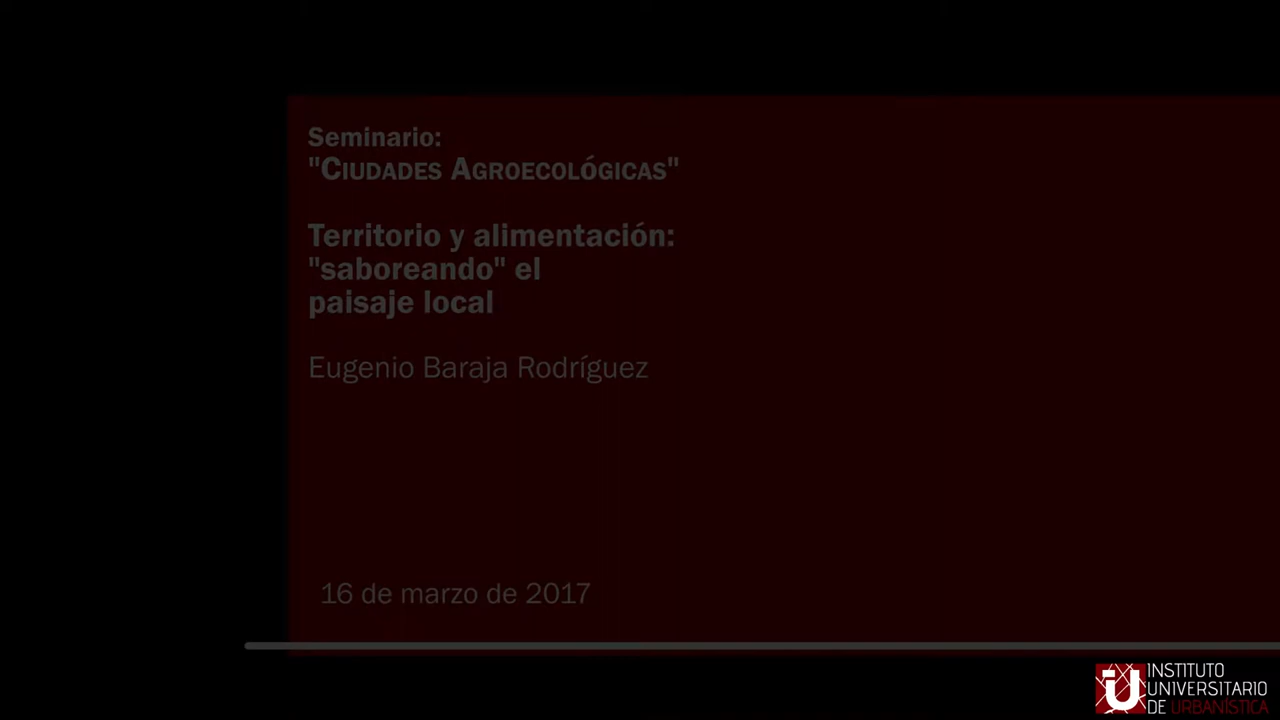 Seminario:
"CIUDADES AGROECOLÓGICAS"
Territorio y alimentación:
"saboreando" el
paisaje local
Eugenio Baraja Rodríguez
16 de marzo de 2017
INSTITUTO
UNIVERSITARIO
DE URBANÍSTICA